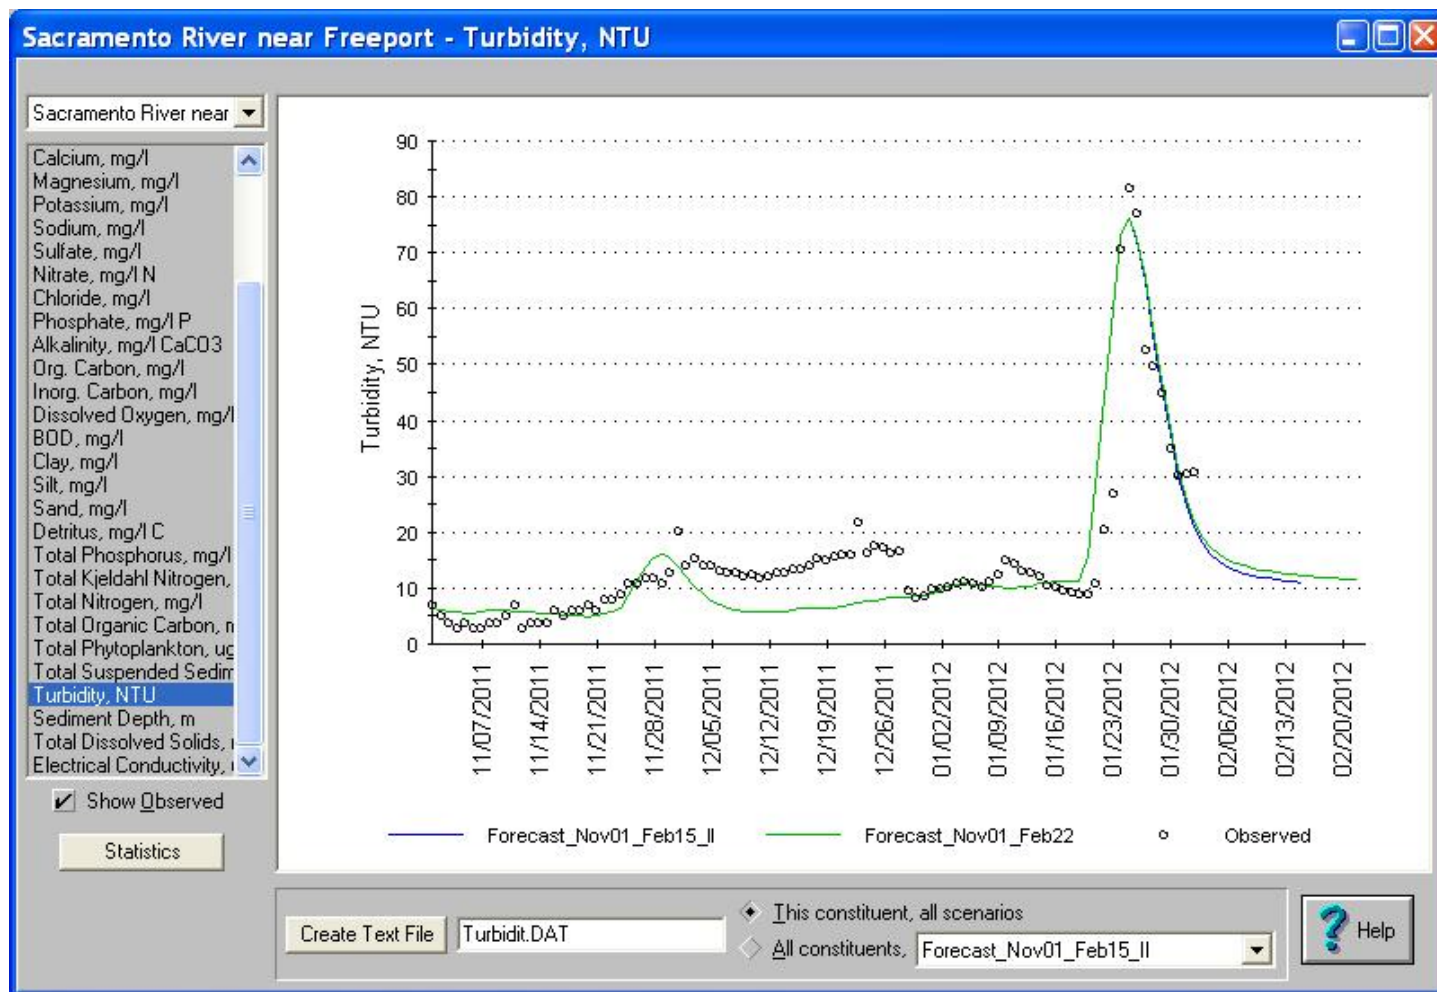 Sacramento River near Freeport - Turbidity, NTU
Sacramento River near
Calcium, mg/l
Magnesium, mg/l
Potassium, mg/l
Sodium, mg/l
Sulfate, mg/l
Nitrate, mg/l N
Chloride, mg/l
Phosphate, mg/l P
Alkalinity, mg/l CaCO3
Org. Carbon, mg/l
Inorg. Carbon, mg/l
Dissolved Oxygen, mg/l
BOD, mg/l
Clay, mg/l
Silt, mg/l
Sand, mg/l
Detritus, mg/l C
Total Phosphorus, mg/l
Total Kjeldahl Nitrogen,
Total Nitrogen, mg/l
Total Organic Carbon, 
Total Phytoplankton, ug
Total Suspended Sedim
Turbidity, NTU
Sediment Depth, m
Total Dissolved Solids, 
Electrical Conductivity, 
Show Observed
Statistics
Turbidity, NTU
90
80
70
60
50
40
30
20
10
0
11/07/2011
11/14/2011
11/21/2011
11/28/2011
12/05/2011
12/12/2011
12/19/2011
12/26/2011
01/02/2012
01/09/2012
01/16/2012
01/23/2012
01/30/2012
02/06/2012
02/13/2012
02/20/2012
Forecast_Nov01_Feb15_II
Forecast_Nov01_Feb22
Observed
Create Text File
Turbidit.DAT
This constituent, all scenarios
All constituents,
Forecast_Nov01_Feb15_II
? Help